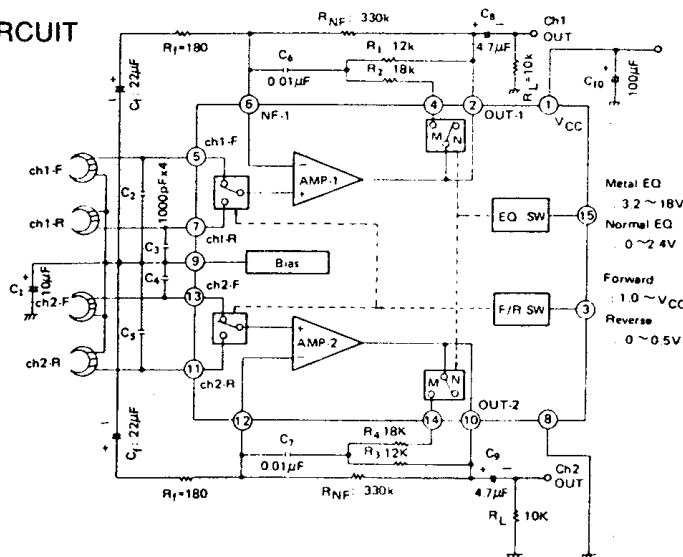 RCUIT
RNF: 330k
Rf=180
C8
4.7μF
Ch1
OUT
R1 12k
R2 18k
C6
0.01μF
RL=10k
C10
100μF
Cf: 22μF
6
NF-1
4
2
OUT-1
1
VCC
M
N
ch1-F
5
AMP-1
C2
1000pFx4
ch1-R
7
ch1-R
C3
EQ SW
15
Metal EQ
: 3.2~18V
Normal EQ
: 0~2.4V
9
Bias
C1
10μF
C4
ch2-F
13
ch2-F
F/R SW
3
Forward
: 1.0~VCC
Reverse
: 0~0.5V
C5
AMP-2
ch2-R
11
ch2-R
M
N
OUT-2
12
14
10
8
Cf: 22μF
R4 18K
R3 12K
C7
0.01μF
C9
4.7μF
Ch2
OUT
Rf=180
RNF: 330k
RL
10K